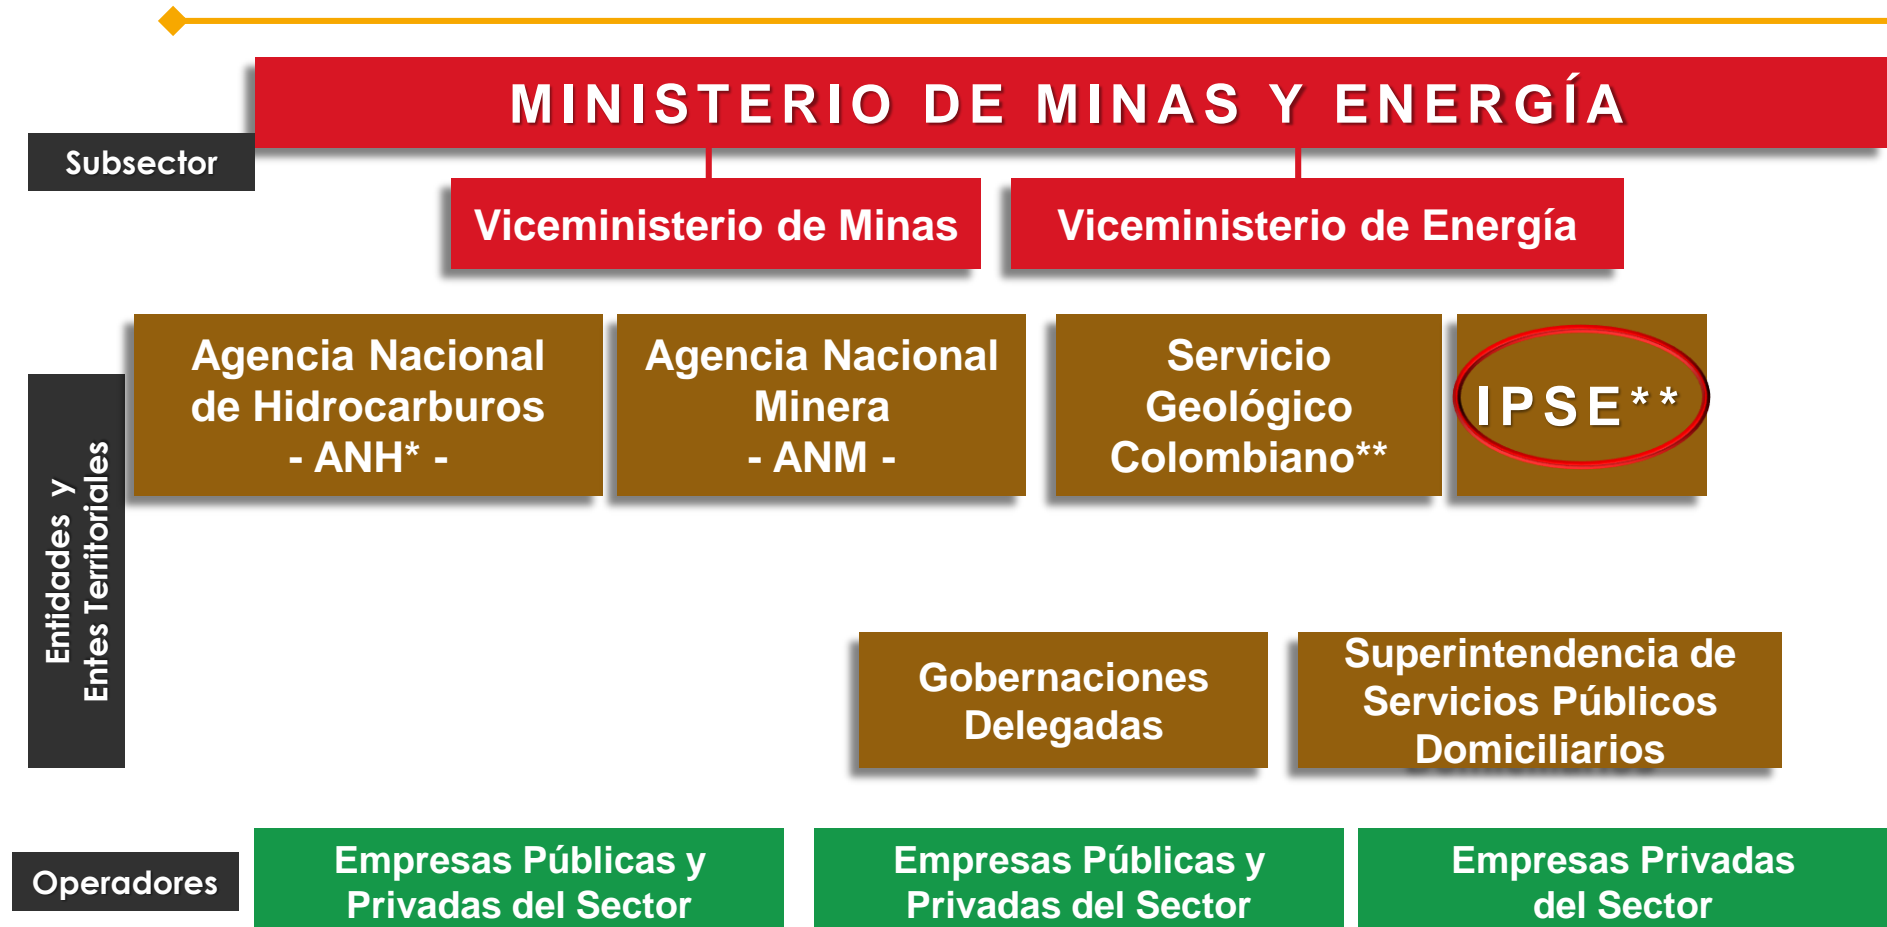 MINISTERIO DE MINAS Y ENERGÍA
Subsector
Viceministerio de Minas
Viceministerio de Energía
Agencia Nacional
de Hidrocarburos
- ANH* -
Agencia Nacional
Minera
- ANM -
Servicio
Geológico
Colombiano**
IPSE**
Entidades y
Entes Territoriales
Gobernaciones
Delegadas
Superintendencia de
Servicios Públicos
Domiciliarios
Operadores
Empresas Públicas y
Privadas del Sector
Empresas Públicas y
Privadas del Sector
Empresas Privadas
del Sector